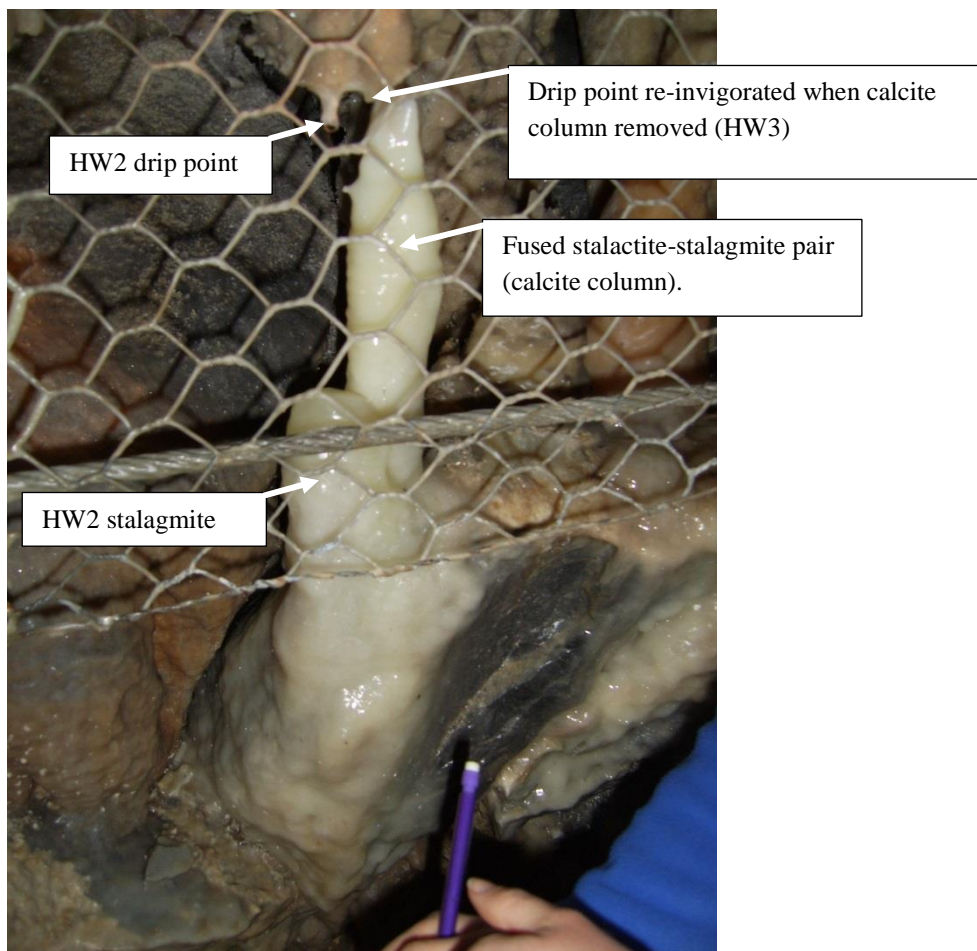 Drip point re-invigorated when calcite
column removed (HW3)
HW2 drip point
Fused stalactite-stalagmite pair
(calcite column).
HW2 stalagmite